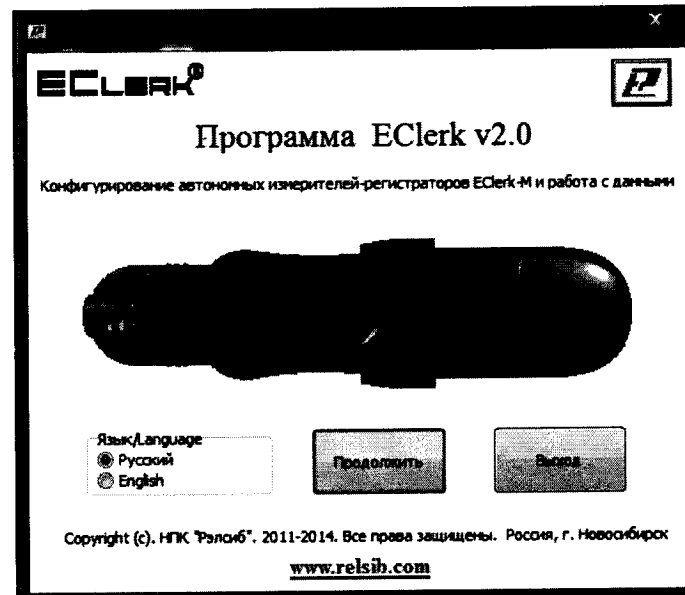 ECLERK®
Программа EClerk v2.0
Конфигурирование автономных измерителей-регистраторов EClerk-M и работа с данными
Язык/Language
Русский
English
Продолжить
Выход
Copyright (c). НПК "Рэлсиб". 2011-2014. Все права защищены. Россия, г. Новосибирск
www.relsib.com